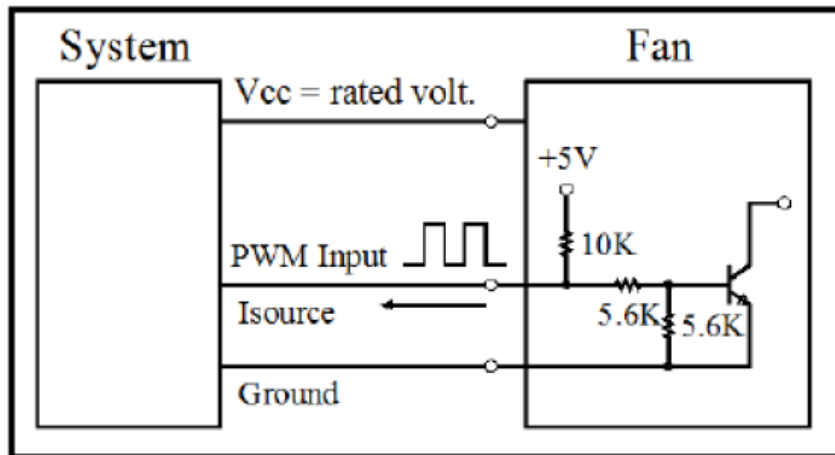 System
Fan
Vcc = rated volt.
+5V
10K
PWM Input
5.6K
5.6K
Isource
Ground